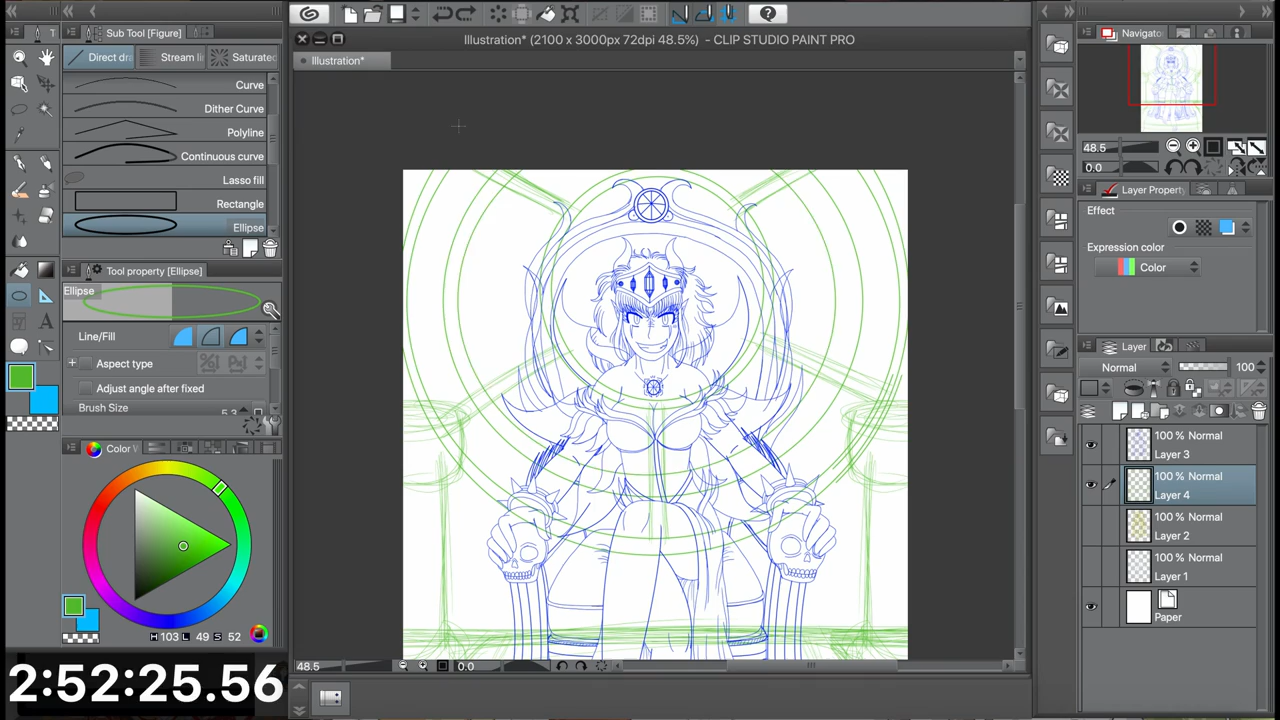 Sub Tool [Figure]
Direct dra
Stream li
Saturated
Curve
Dither Curve
Polyline
Continuous curve
Lasso fill
Rectangle
Ellipse
Tool property [Ellipse]
Ellipse
Line/Fill
Aspect type
Adjust angle after fixed
Brush Size
5.3
Color W
H 103 L 49 S 52
2:52:25.56
Illustration* (2100 x 3000px 72dpi 48.5%) - CLIP STUDIO PAINT PRO
Illustration*
48.5
0.0
Navigator
48.5
0.0
Layer Property
Effect
Expression color
Color
Layer
Normal
100
100 % Normal
Layer 3
100 % Normal
Layer 4
100 % Normal
Layer 2
100 % Normal
Layer 1
Paper